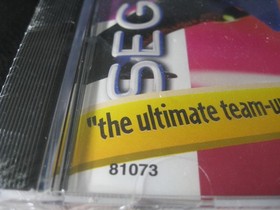 SEG
"the ultimate team-u
81073